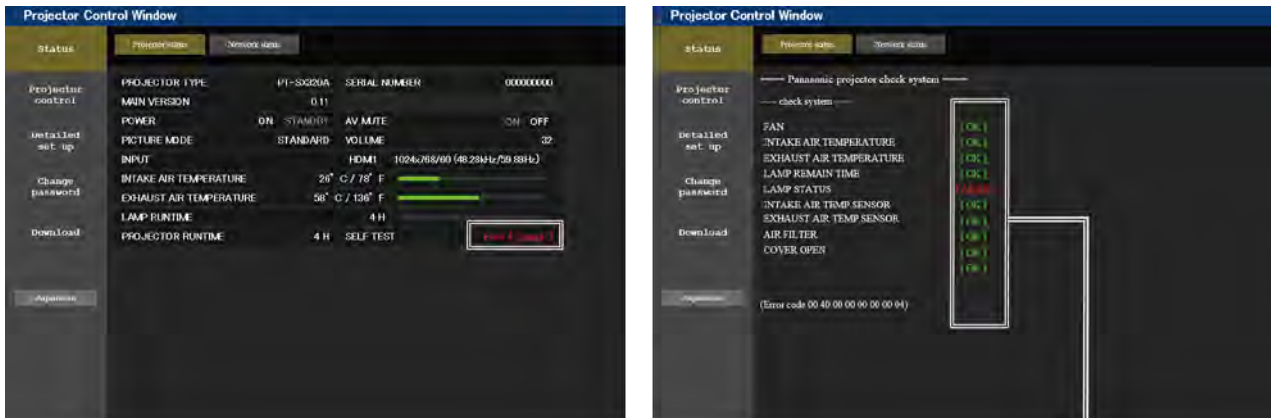 Projector Control Window
Status
Projector status
Network status
Projector control
Detailed set up
Change password
Download
PROJECTOR TYPE PT-SX320A SERIAL NUMBER 000000000
MAIN VERSION 0.11
POWER ON STANDBY AV MUTE ON OFF
PICTURE MODE STANDARD VOLUME 32
INPUT HDMI1 1024x768/60 (48.28kHz/59.88Hz)
INTAKE AIR TEMPERATURE 26° C / 78° F
EXHAUST AIR TEMPERATURE 58° C / 136° F
LAMP RUNTIME 4 H
PROJECTOR RUNTIME 4 H SELF TEST
Projector Control Window
Status
Projector status
Network status
Projector control
Detailed set up
Change password
Download
Panasonic projector check system
check system
FAN [ OK ]
INTAKE AIR TEMPERATURE [ OK ]
EXHAUST AIR TEMPERATURE [ OK ]
LAMP REMAIN TIME [ OK ]
LAMP STATUS
INTAKE AIR TEMP SENSOR [ OK ]
EXHAUST AIR TEMP SENSOR [ OK ]
AIR FILTER [ OK ]
COVER OPEN [ OK ]
(Error code 00 40 00 00 00 00 00 04)